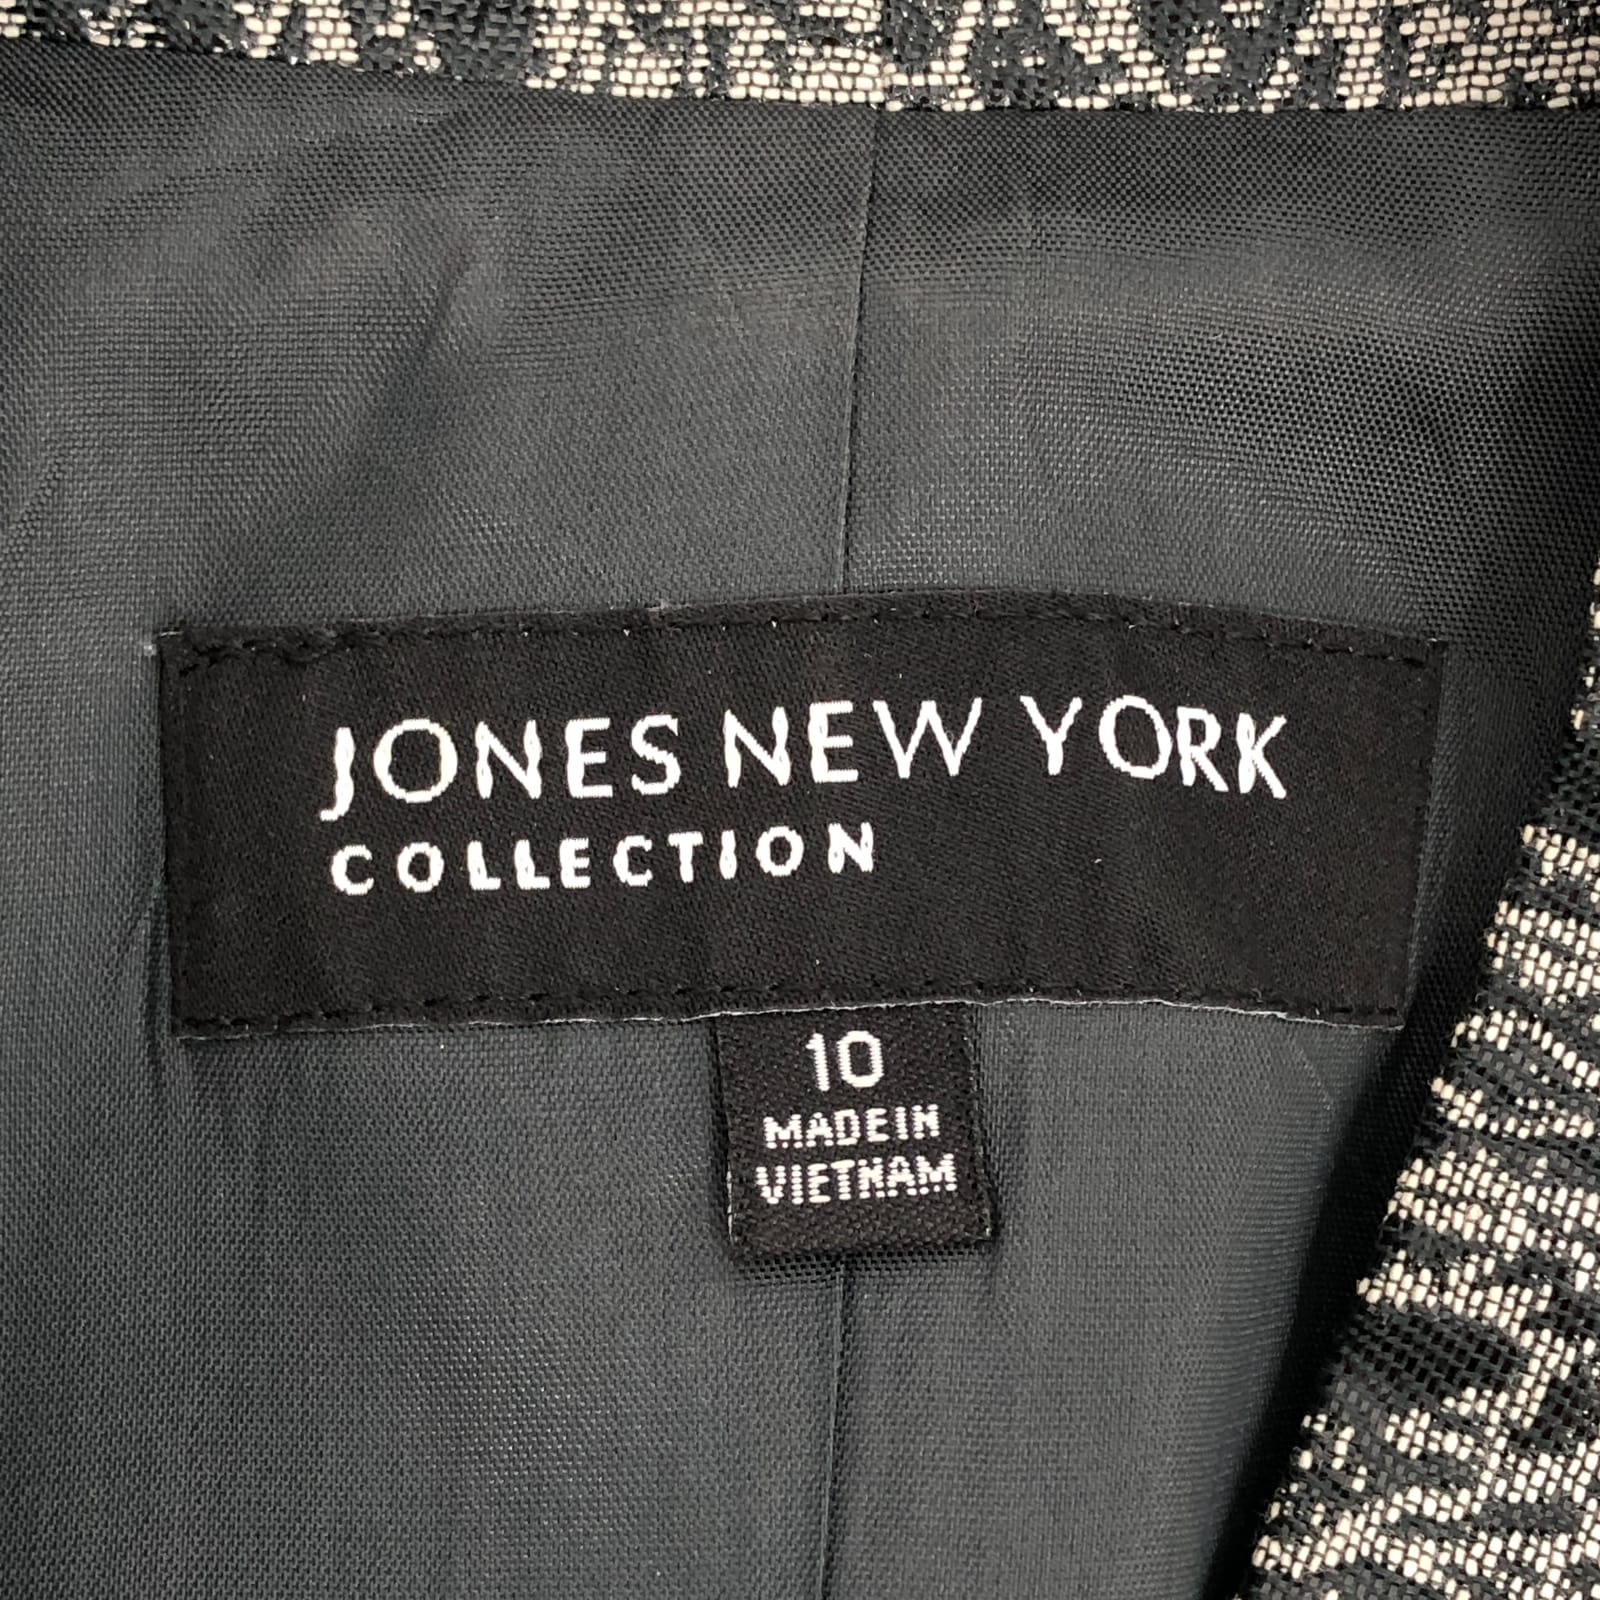 JONES NEW YORK
COLLECTION
10
MADE IN
VIETNAM